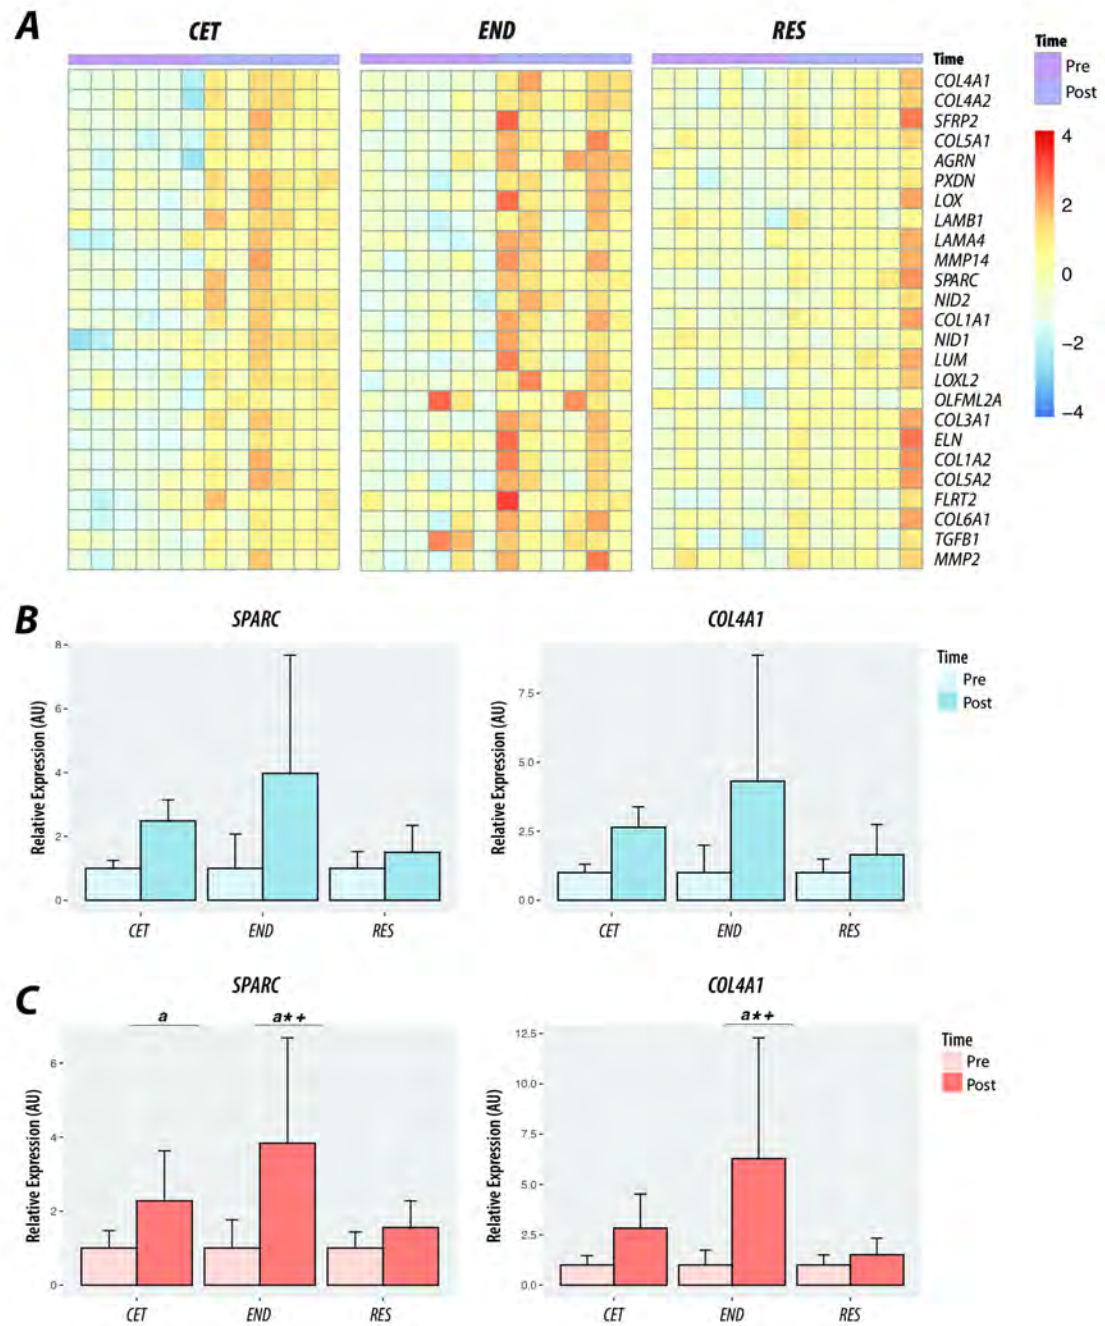 A
CET
END
RES
Time
Time
Pre
Post
COL4A1
COL4A2
SFRP2
COL5A1
AGRN
PXDN
LOX
LAMB1
LAMA4
MMP14
SPARC
NID2
COL1A1
NID1
LUM
LOXL2
OLFML2A
COL3A1
ELN
COL1A2
COL5A2
FLRT2
COL6A1
TGFB1
MMP2
4
2
0
−2
−4
B
SPARC
8
6
4
2
0
Relative Expression (AU)
CET
END
RES
COL4A1
7.5
5.0
2.5
0.0
Relative Expression (AU)
CET
END
RES
Time
Pre
Post
C
SPARC
a
a*+
6
4
2
0
Relative Expression (AU)
CET
END
RES
COL4A1
a*+
12.5
10.0
7.5
5.0
2.5
0.0
Relative Expression (AU)
CET
END
RES
Time
Pre
Post